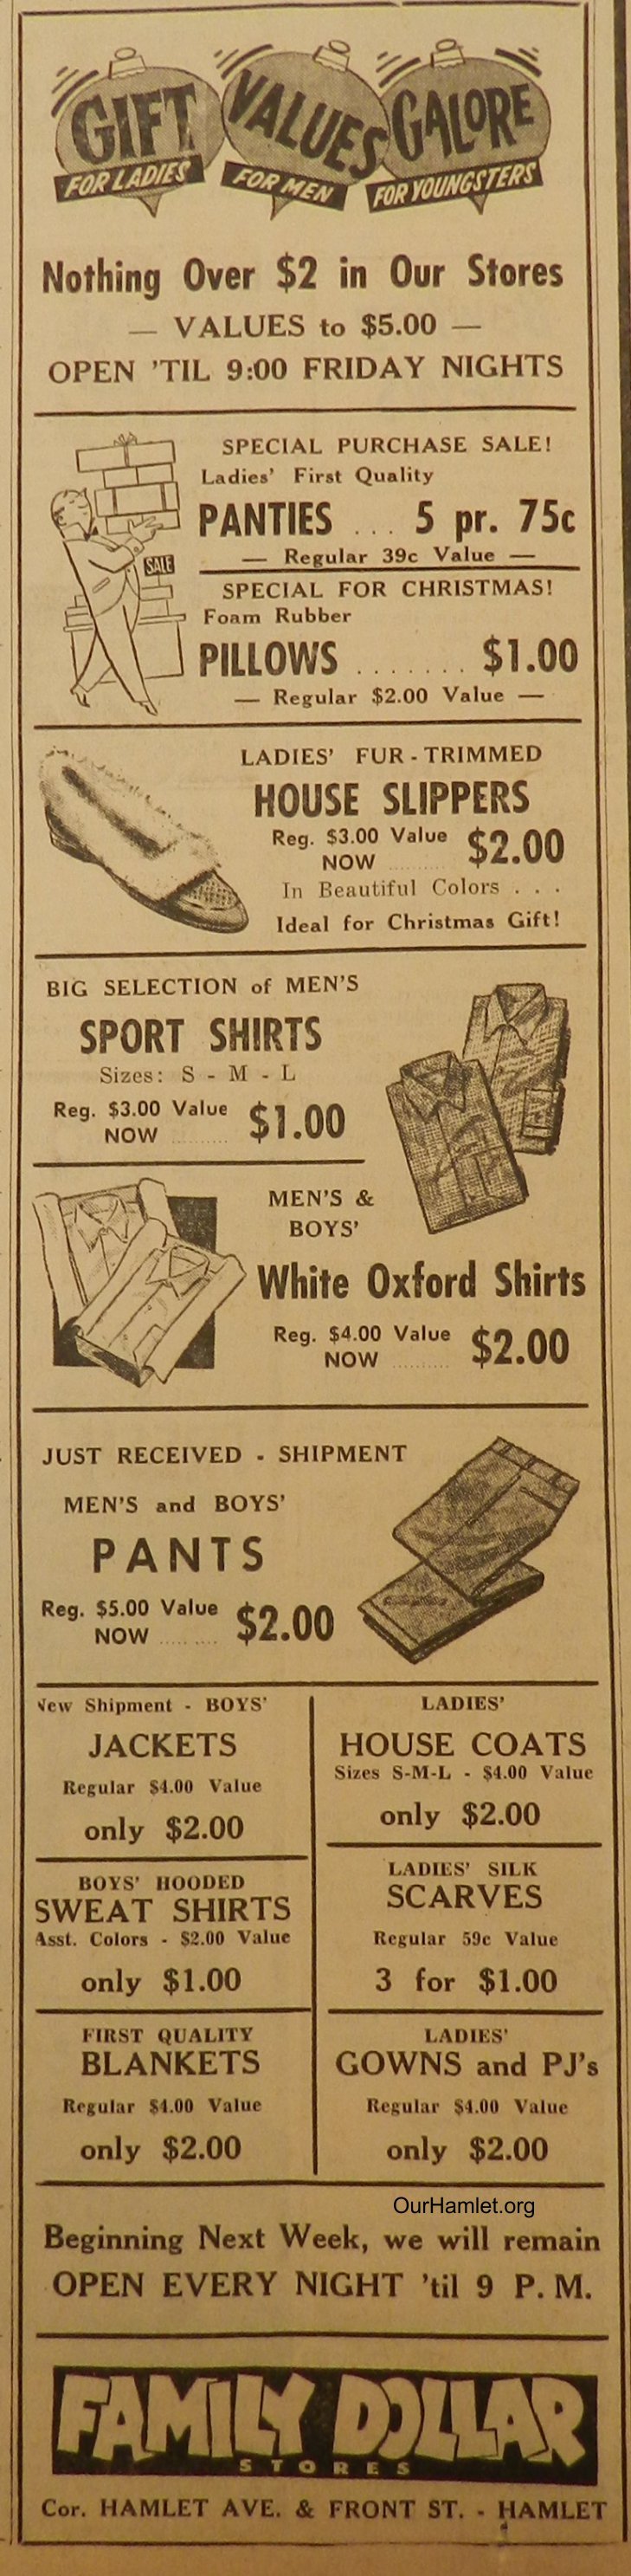 GIFT VALUES GALORE
FOR LADIES FOR MEN FOR YOUNGSTERS
Nothing Over $2 in Our Stores
— VALUES to $5.00 —
OPEN 'TIL 9:00 FRIDAY NIGHTS
SPECIAL PURCHASE SALE!
Ladies' First Quality
PANTIES ... 5 pr. 75c
— Regular 39c Value —
SALE
SPECIAL FOR CHRISTMAS!
Foam Rubber
PILLOWS ....... $1.00
— Regular $2.00 Value —
LADIES' FUR - TRIMMED
HOUSE SLIPPERS
Reg. $3.00 Value
NOW .......... $2.00
In Beautiful Colors . . .
Ideal for Christmas Gift!
BIG SELECTION of MEN'S
SPORT SHIRTS
Sizes: S - M - L
Reg. $3.00 Value
NOW .......... $1.00
MEN'S &
BOYS'
White Oxford Shirts
Reg. $4.00 Value
NOW .......... $2.00
JUST RECEIVED - SHIPMENT
MEN'S and BOYS'
PANTS
Reg. $5.00 Value
NOW .......... $2.00
New Shipment - BOYS'
JACKETS
Regular $4.00 Value
only $2.00
BOYS' HOODED
SWEAT SHIRTS
Asst. Colors - $2.00 Value
only $1.00
FIRST QUALITY
BLANKETS
Regular $4.00 Value
only $2.00
LADIES'
HOUSE COATS
Sizes S-M-L - $4.00 Value
only $2.00
LADIES' SILK
SCARVES
Regular 59c Value
3 for $1.00
LADIES'
GOWNS and PJ's
Regular $4.00 Value
only $2.00
OurHamlet.org
Beginning Next Week, we will remain
OPEN EVERY NIGHT 'til 9 P. M.
FAMILY DOLLAR
STORES
Cor. HAMLET AVE. & FRONT ST. - HAMLET